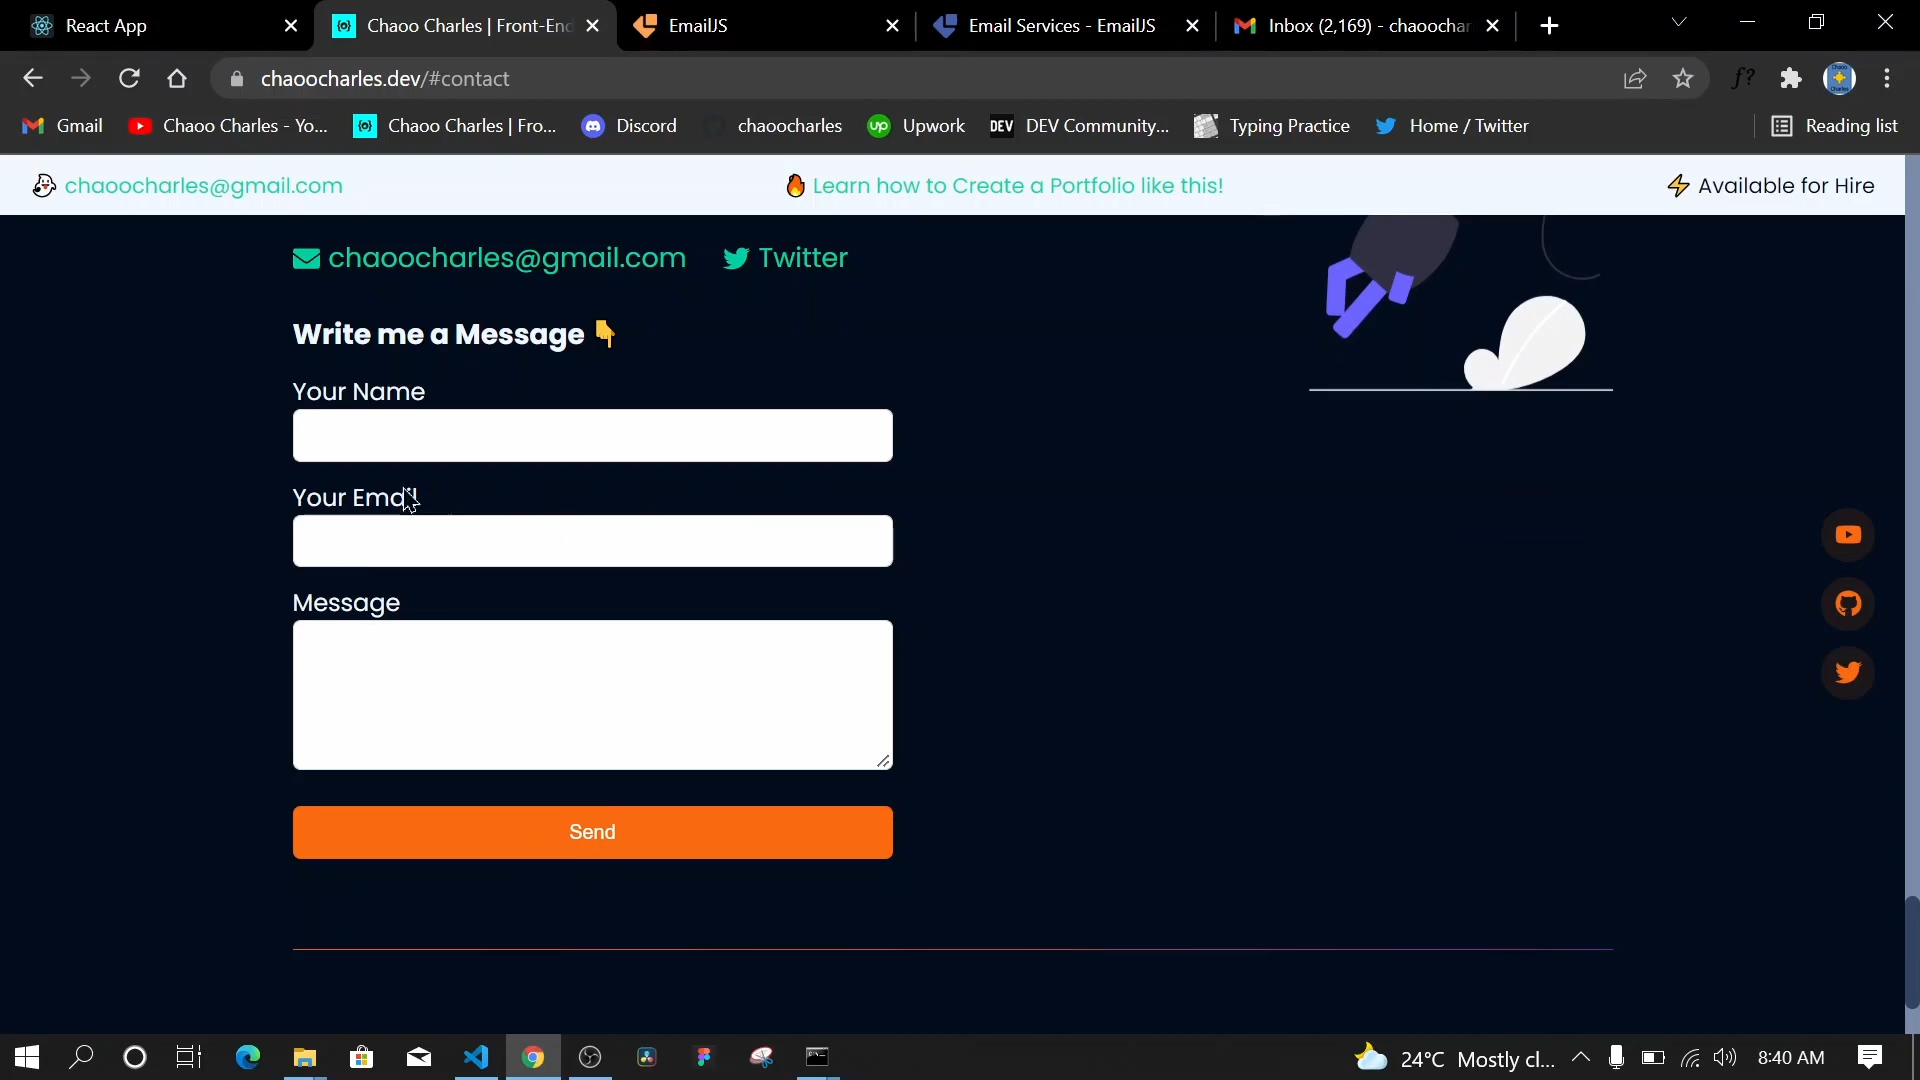 React App
Chaoo Charles | Front-End
EmailJS
Email Services - EmailJS
Inbox (2,169) - chaoochar
chaoocharles.dev/#contact
f?
Gmail
Chaoo Charles - Yo...
Chaoo Charles | Fro...
Discord
chaoocharles
up Upwork
DEV DEV Community...
Typing Practice
Home / Twitter
Reading list
chaoocharles@gmail.com
Learn how to Create a Portfolio like this!
Available for Hire
chaoocharles@gmail.com
Twitter
Write me a Message
Your Name
Your Email
Message
Send
24°C Mostly cl...
8:40 AM